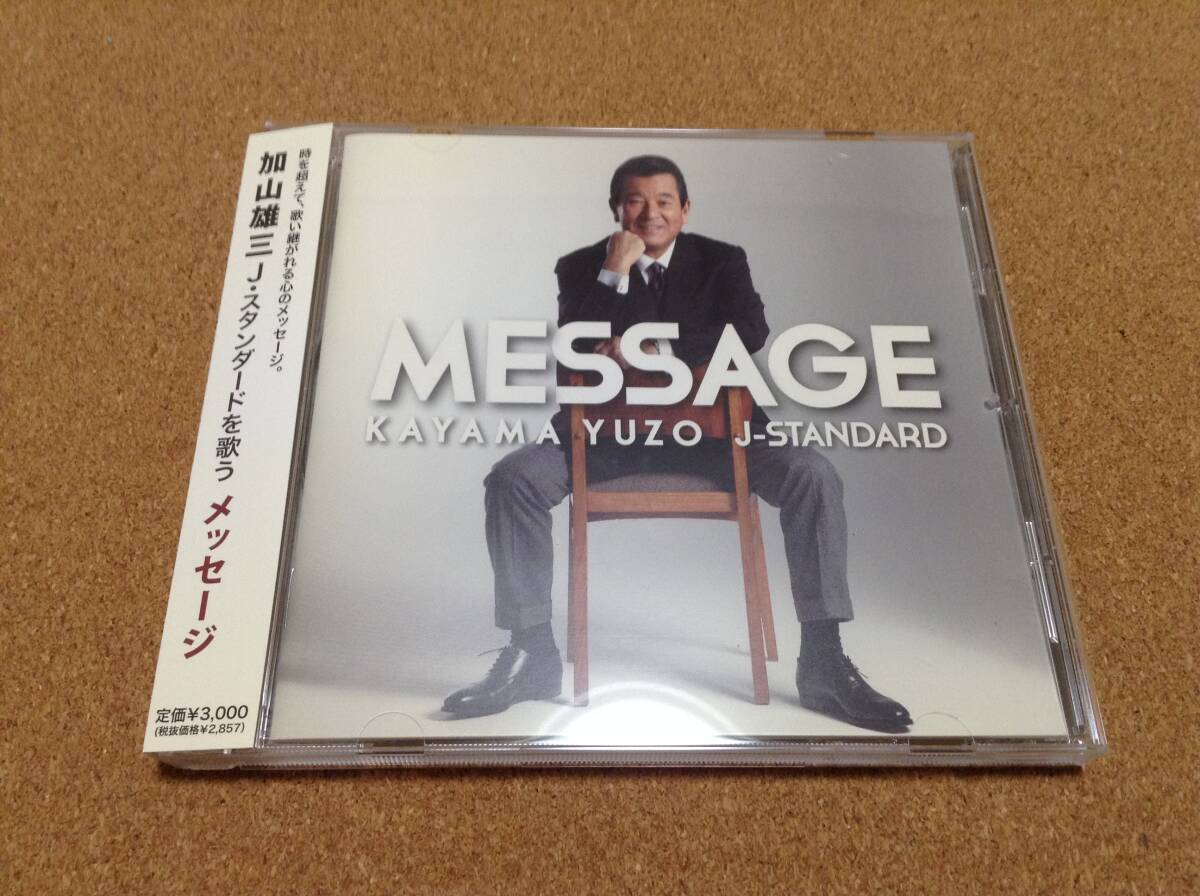 時を超えて、歌い継がれる心のメッセージ。
加山雄三 J・スタンダードを歌う メッセージ
定価¥3,000
(税抜価格¥2,857)
MESSAGE
KAYAMA YUZO J-STANDARD